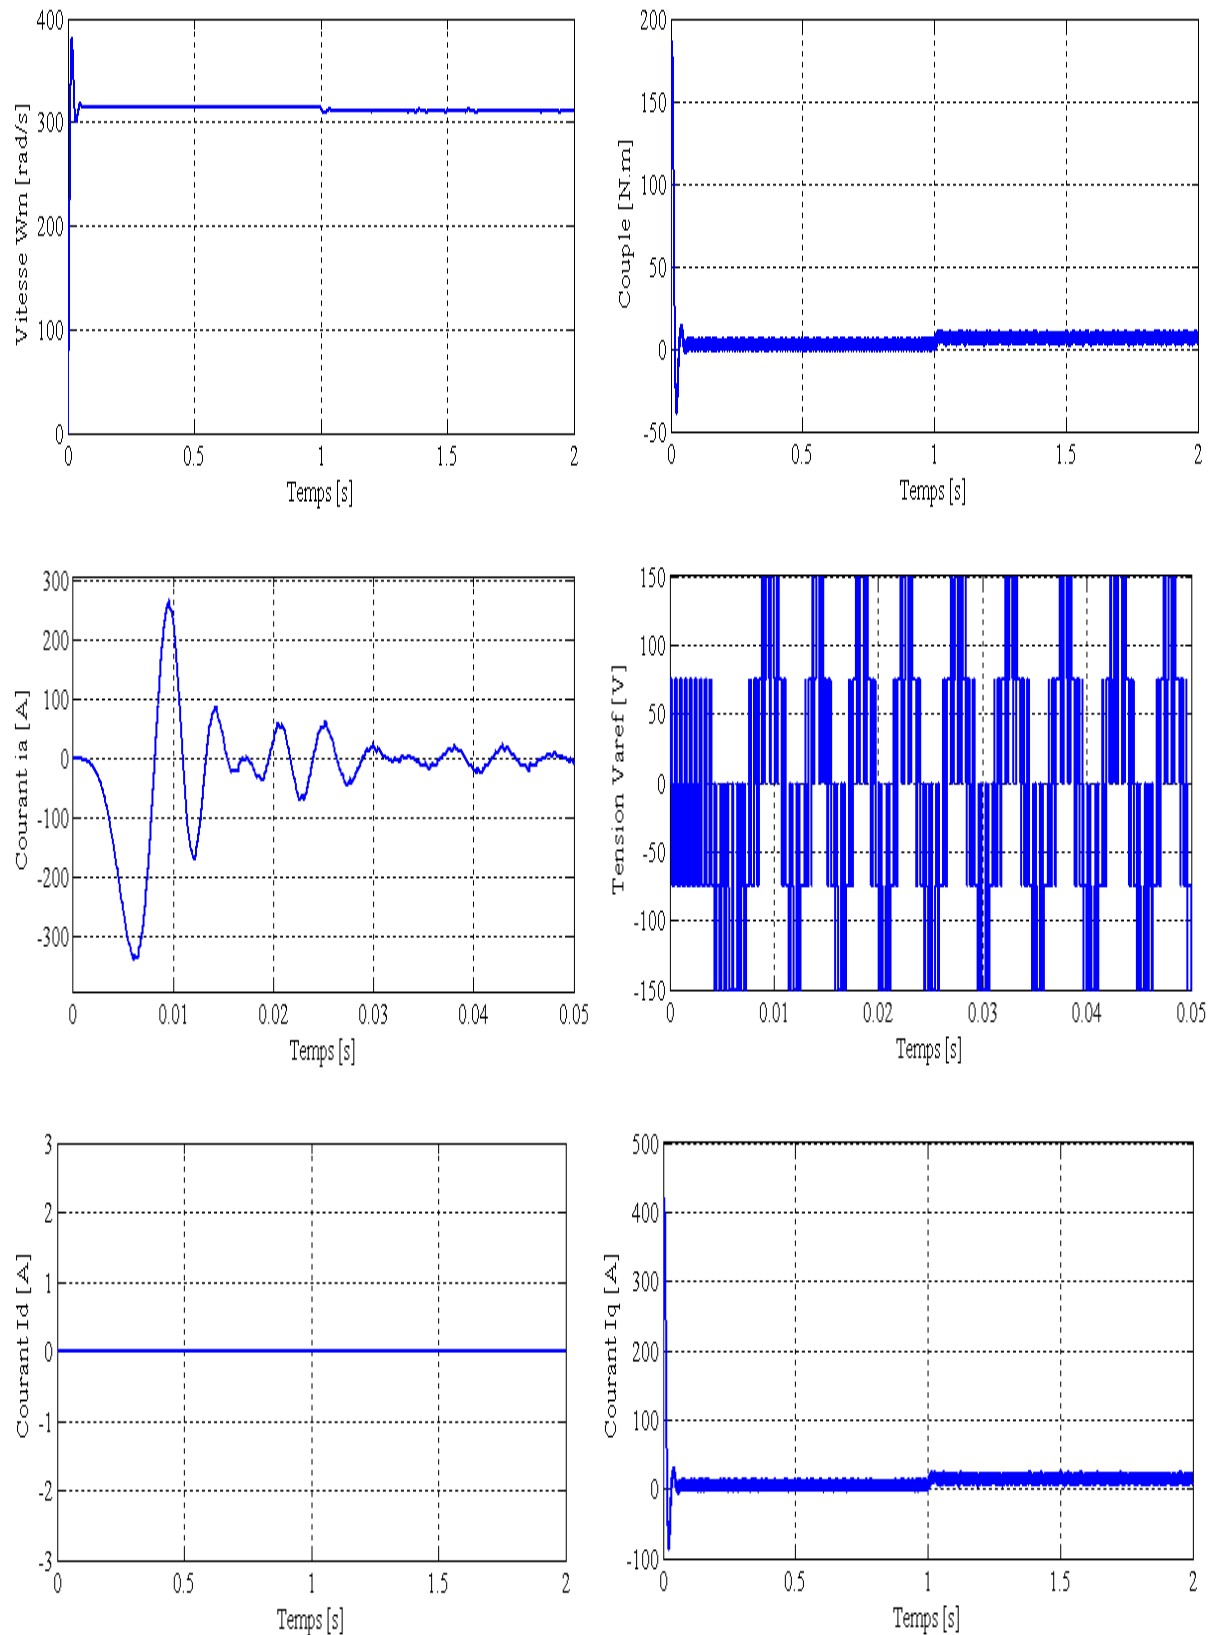 400
300
200
100
0
Vitesse Wm [rad/s]
0 0.5 1 1.5 2
Temps [s]
200
150
100
50
0
-50
Couple [N.m]
0 0.5 1 1.5 2
Temps [s]
300
200
100
0
-100
-200
-300
Courant ia [A]
0 0.01 0.02 0.03 0.04 0.05
Temps [s]
150
100
50
0
-50
-100
-150
Tension Varef [V]
0 0.01 0.02 0.03 0.04 0.05
Temps [s]
3
2
1
0
-1
-2
-3
Courant Id [A]
0 0.5 1 1.5 2
Temps [s]
500
400
300
200
100
0
-100
Courant Iq [A]
0 0.5 1 1.5 2
Temps [s]